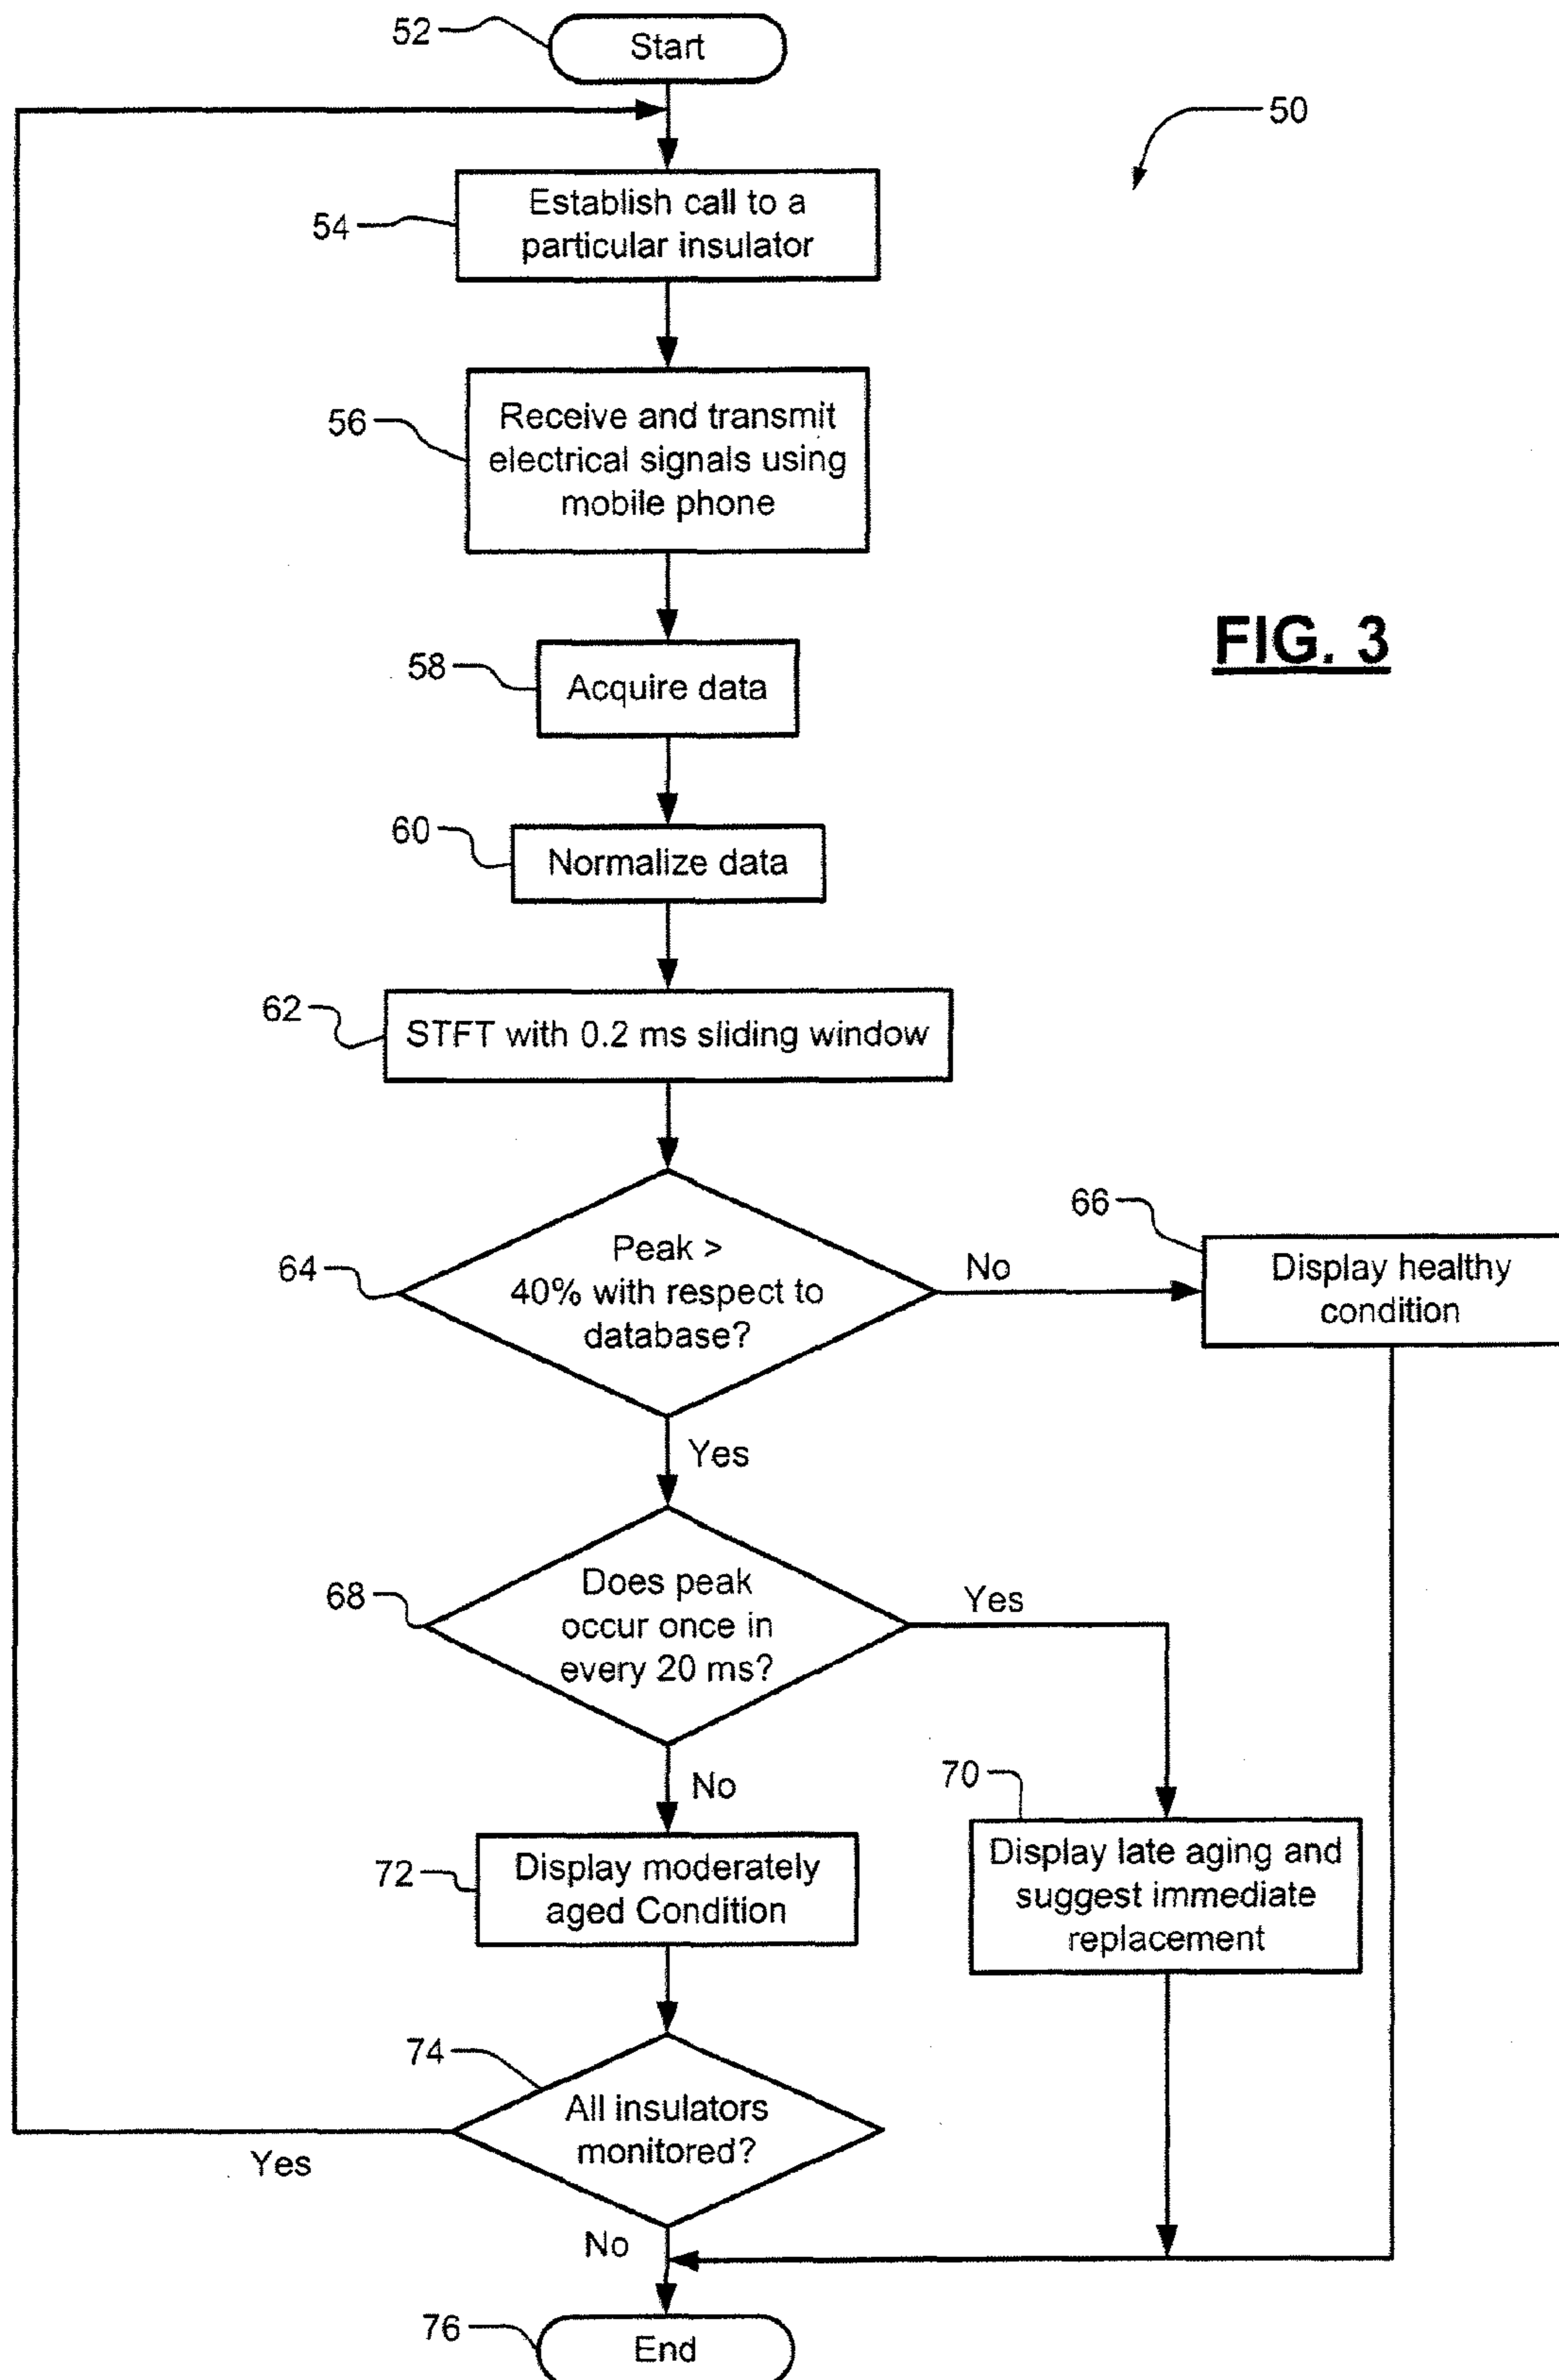 52
Start
50
54
Establish call to a
particular insulator
56
Receive and transmit
electrical signals using
mobile phone
FIG. 3
58
Acquire data
60
Normalize data
62
STFT with 0.2 ms sliding window
64
Peak >
40% with respect to
database?
No
66
Display healthy
condition
Yes
68
Does peak
occur once in
every 20 ms?
Yes
No
70
Display late aging and
suggest immediate
replacement
72
Display moderately
aged Condition
74
All insulators
monitored?
Yes
No
76
End